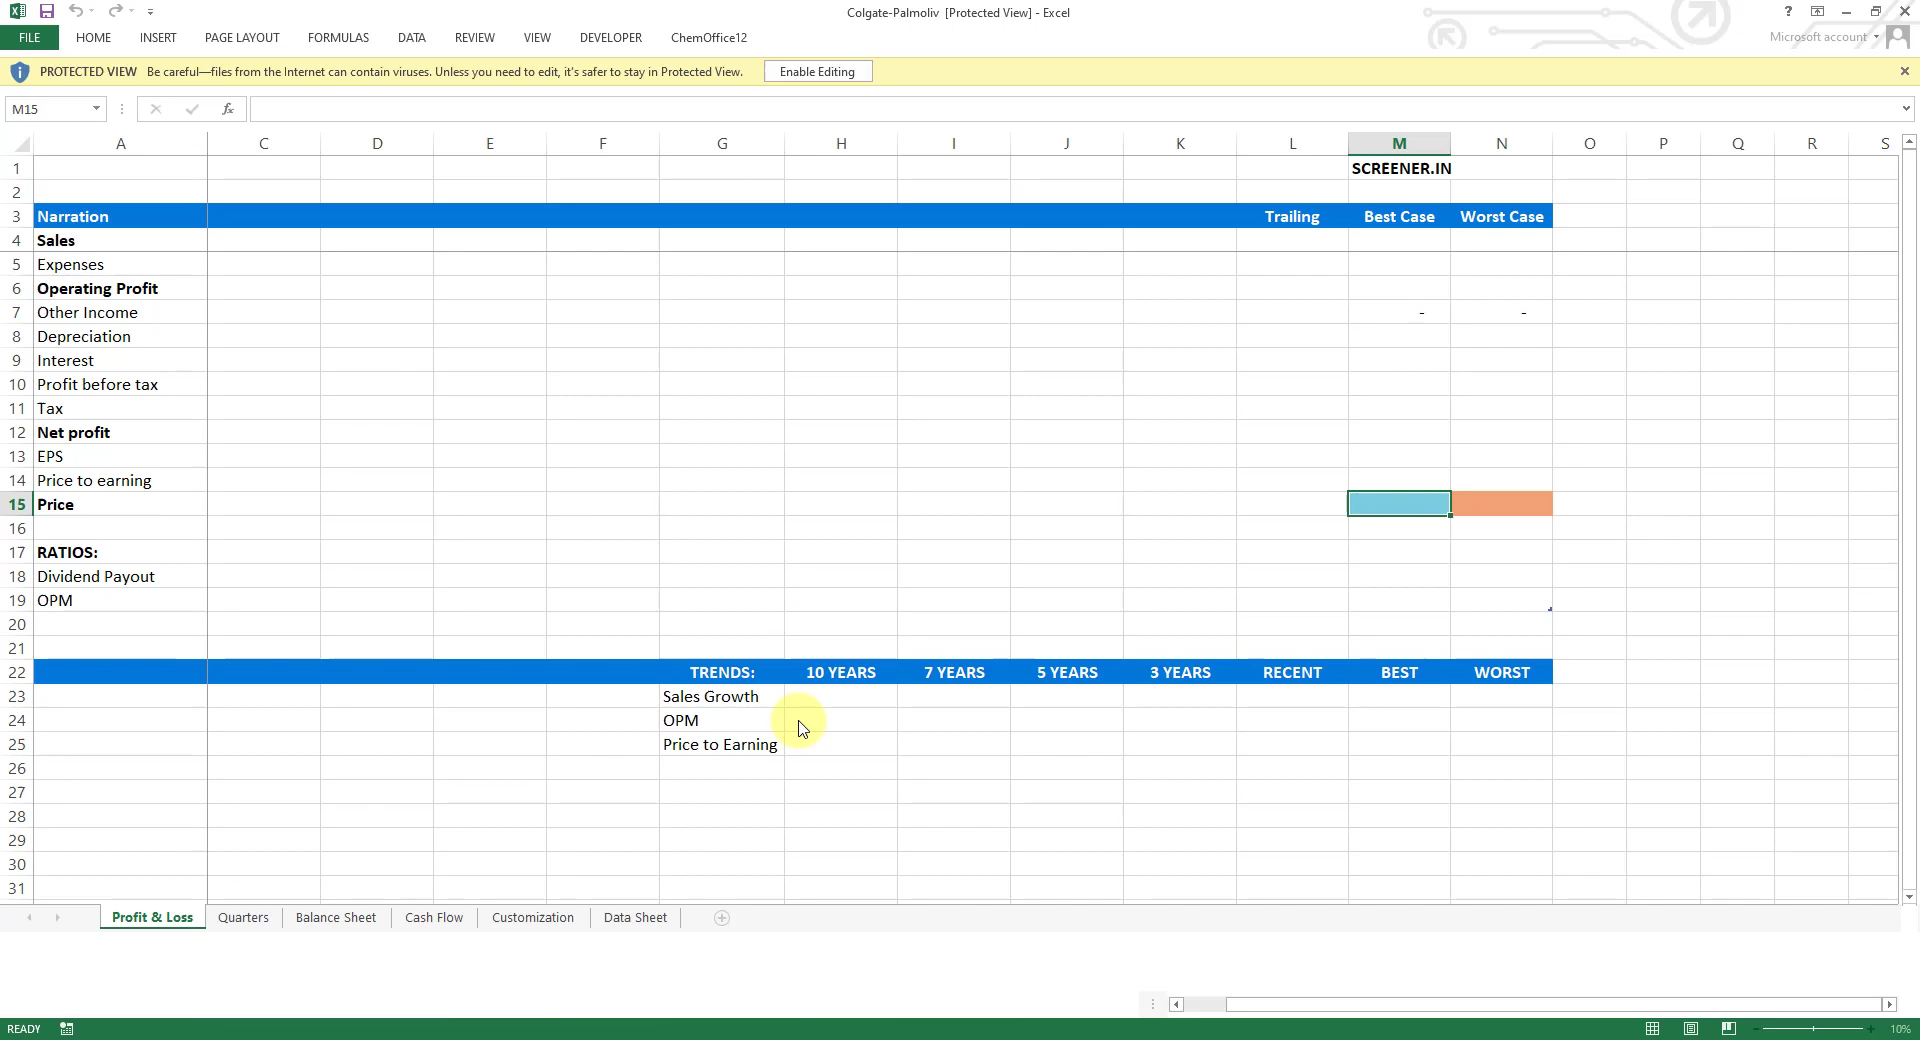 Colgate-Palmoliv [Protected View] - Excel
?
FILE HOME INSERT PAGE LAYOUT FORMULAS DATA REVIEW VIEW DEVELOPER ChemOffice12
Microsoft account
PROTECTED VIEW Be careful—files from the Internet can contain viruses. Unless you need to edit, it's safer to stay in Protected View. Enable Editing
M15 fx
A C D E F G H I J K L M N O P Q R S
1 SCREENER.IN
2
3 Narration Trailing Best Case Worst Case
4 Sales
5 Expenses
6 Operating Profit
7 Other Income - -
8 Depreciation
9 Interest
10 Profit before tax
11 Tax
12 Net profit
13 EPS
14 Price to earning
15 Price
16
17 RATIOS:
18 Dividend Payout
19 OPM
20
21
22 TRENDS: 10 YEARS 7 YEARS 5 YEARS 3 YEARS RECENT BEST WORST
23 Sales Growth
24 OPM
25 Price to Earning
26
27
28
29
30
31
Profit & Loss Quarters Balance Sheet Cash Flow Customization Data Sheet
READY 10%